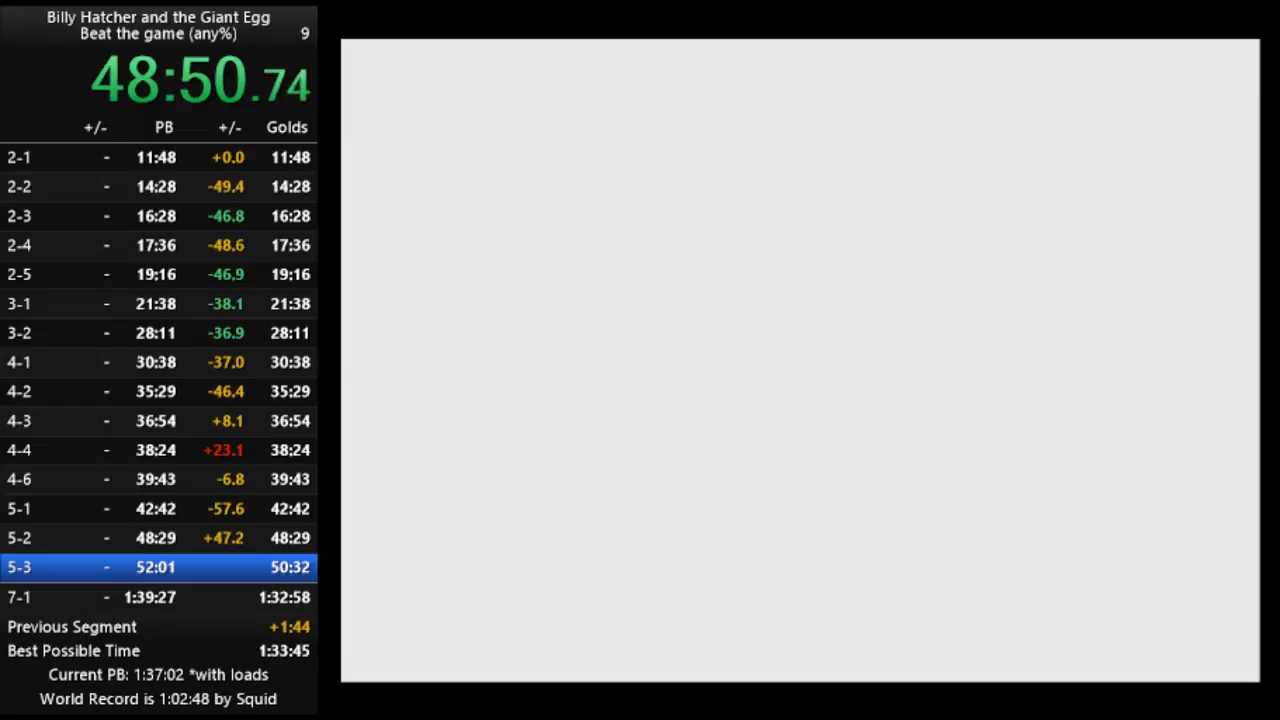 Billy Hatcher and the Giant Egg
Beat the game (any%) 9
48:50.74
+/- PB +/- Golds
2-1 - 11:48 +0.0 11:48
2-2 - 14:28 -49.4 14:28
2-3 - 16:28 -46.8 16:28
2-4 - 17:36 -48.6 17:36
2-5 - 19:16 -46.9 19:16
3-1 - 21:38 -38.1 21:38
3-2 - 28:11 -36.9 28:11
4-1 - 30:38 -37.0 30:38
4-2 - 35:29 -46.4 35:29
4-3 - 36:54 +8.1 36:54
4-4 - 38:24 +23.1 38:24
4-6 - 39:43 -6.8 39:43
5-1 - 42:42 -57.6 42:42
5-2 - 48:29 +47.2 48:29
5-3 - 52:01 50:32
7-1 - 1:39:27 1:32:58
Previous Segment +1:44
Best Possible Time 1:33:45
Current PB: 1:37:02 *with loads
World Record is 1:02:48 by Squid